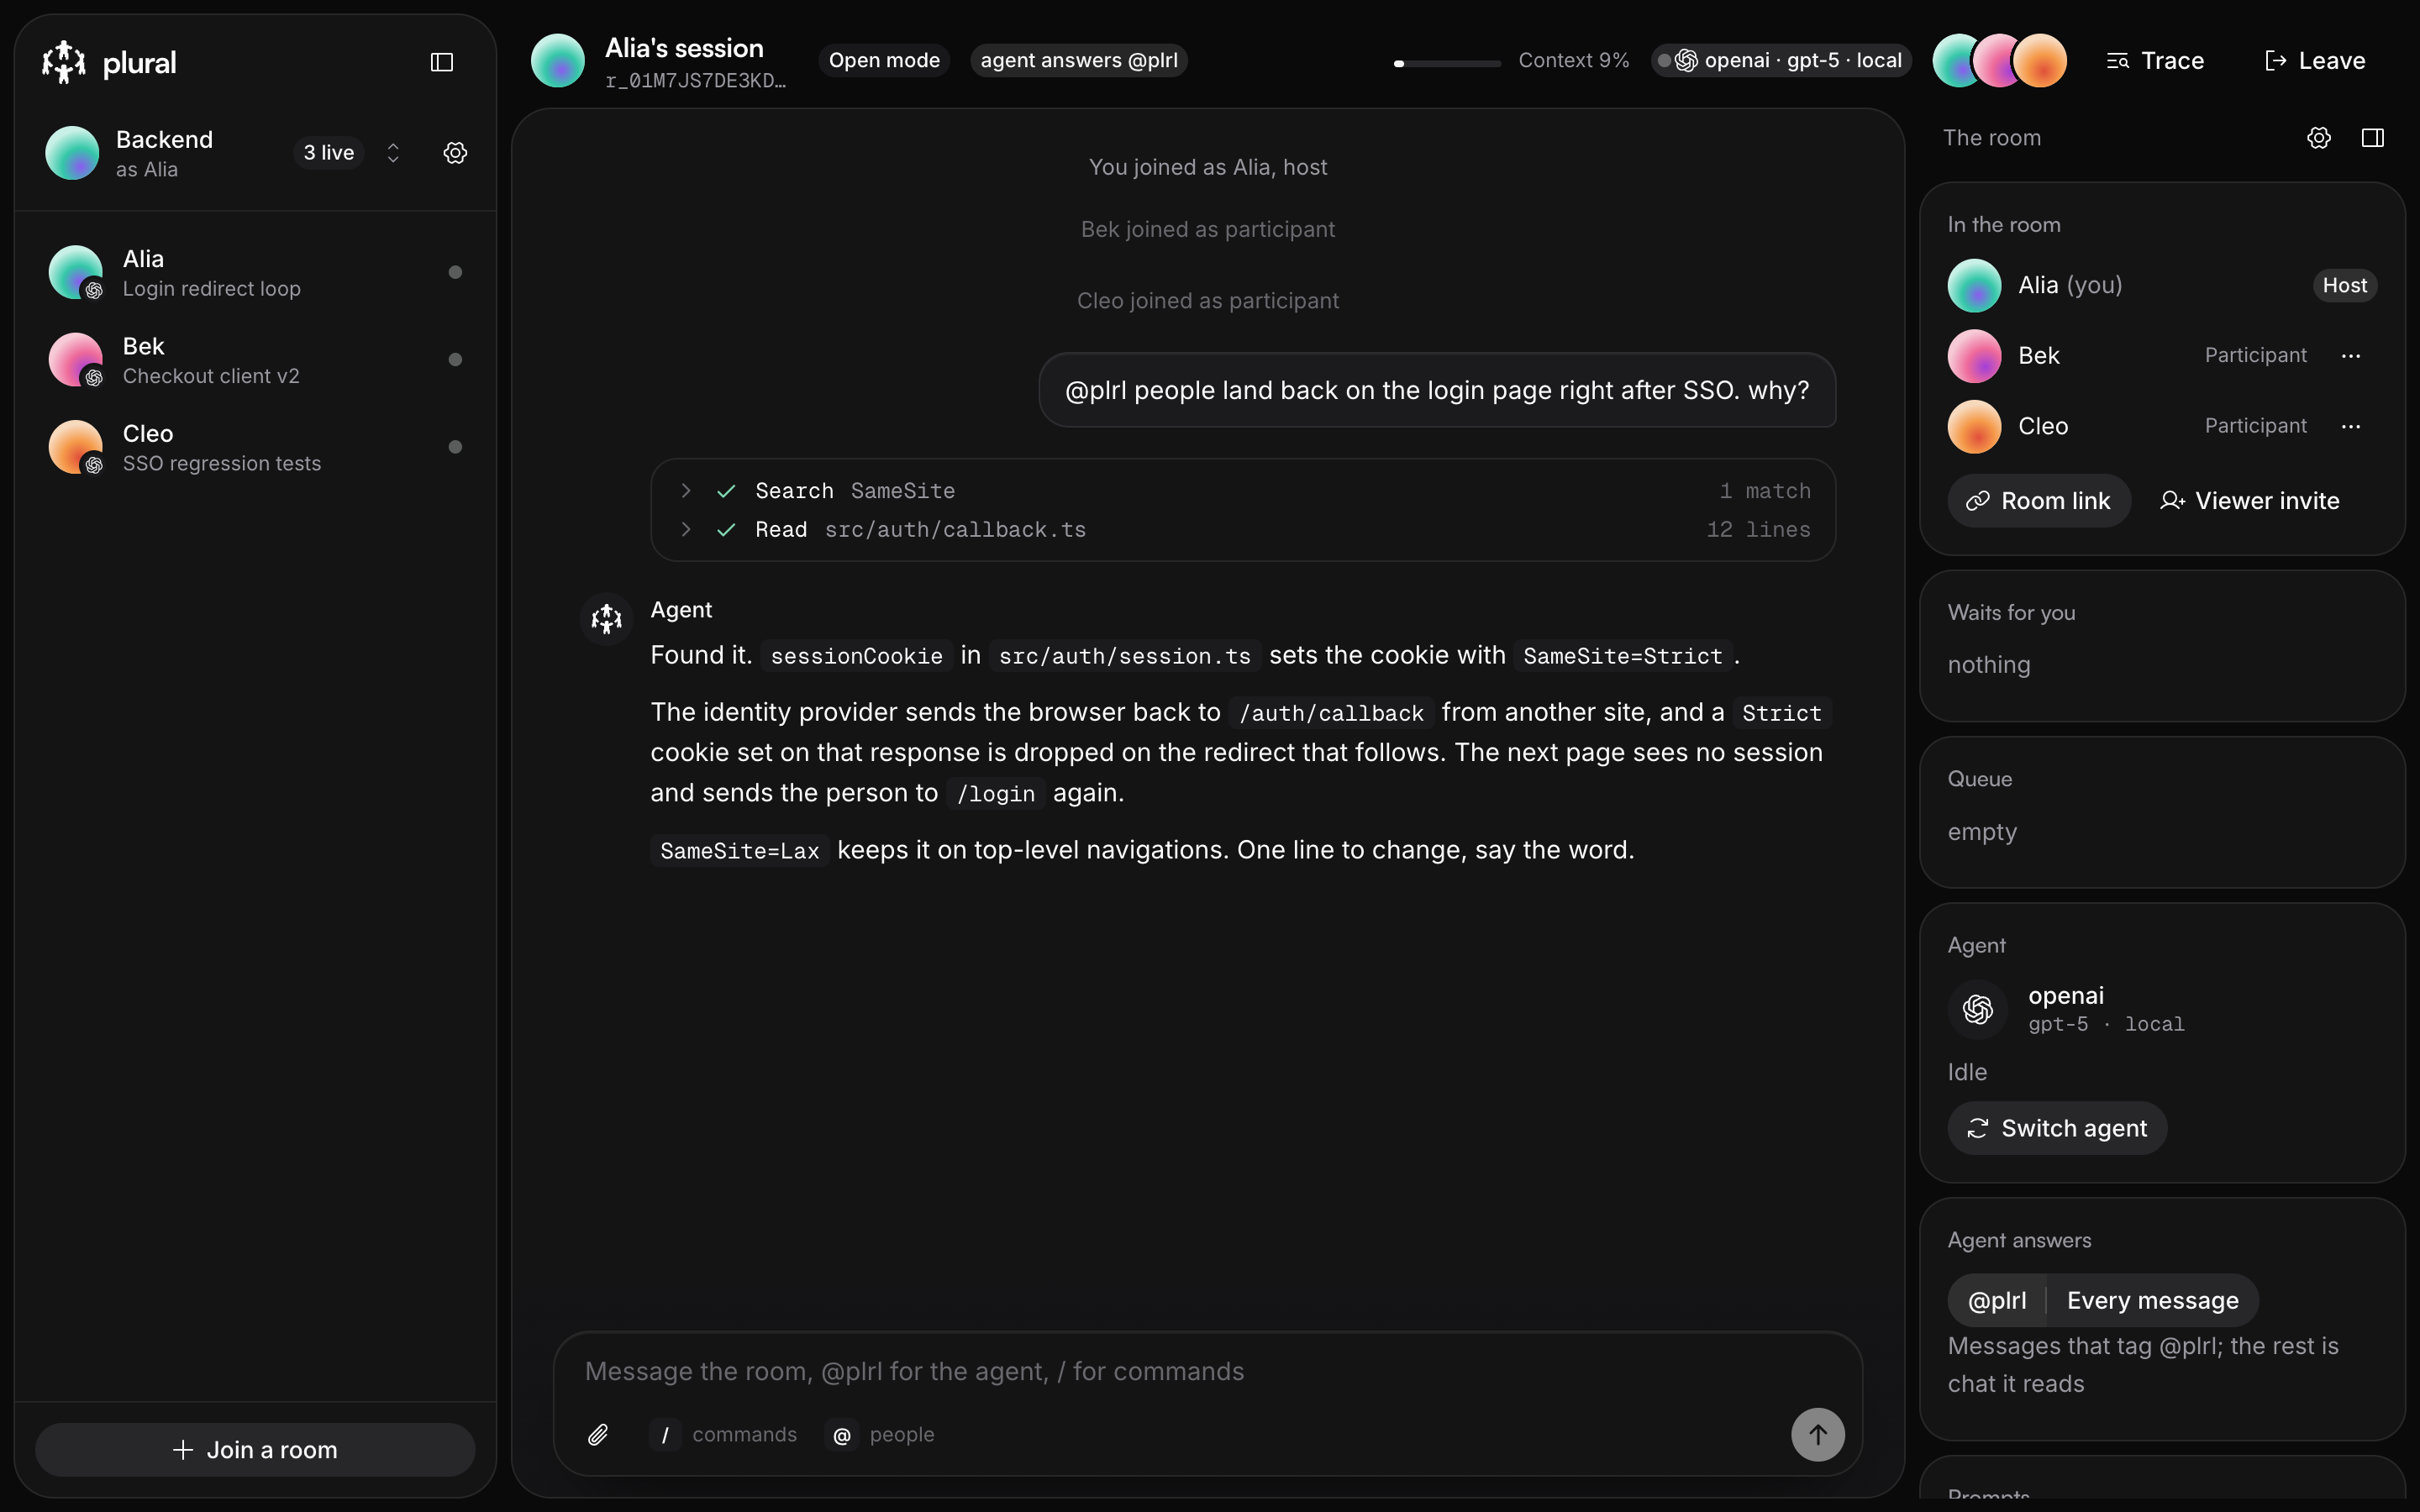 plural
Backend
as Alia
3 live
Alia
Login redirect loop
Bek
Checkout client v2
Cleo
SSO regression tests
Join a room
Alia's session
r_01M7JS7DE3KD…
Open mode
agent answers @plrl
Context 9%
openai · gpt-5 · local
Trace
Leave
You joined as Alia, host
Bek joined as participant
Cleo joined as participant
@plrl people land back on the login page right after SSO. why?
Search SameSite 1 match
Read src/auth/callback.ts 12 lines
Agent
Found it. sessionCookie in src/auth/session.ts sets the cookie with SameSite=Strict.
The identity provider sends the browser back to /auth/callback from another site, and a Strict
cookie set on that response is dropped on the redirect that follows. The next page sees no session
and sends the person to /login again.
SameSite=Lax keeps it on top-level navigations. One line to change, say the word.
Message the room, @plrl for the agent, / for commands
/ commands @ people
The room
In the room
Alia (you) Host
Bek Participant
Cleo Participant
Room link
Viewer invite
Waits for you
nothing
Queue
empty
Agent
openai
gpt-5 · local
Idle
Switch agent
Agent answers
@plrl Every message
Messages that tag @plrl; the rest is
chat it reads
Prompts